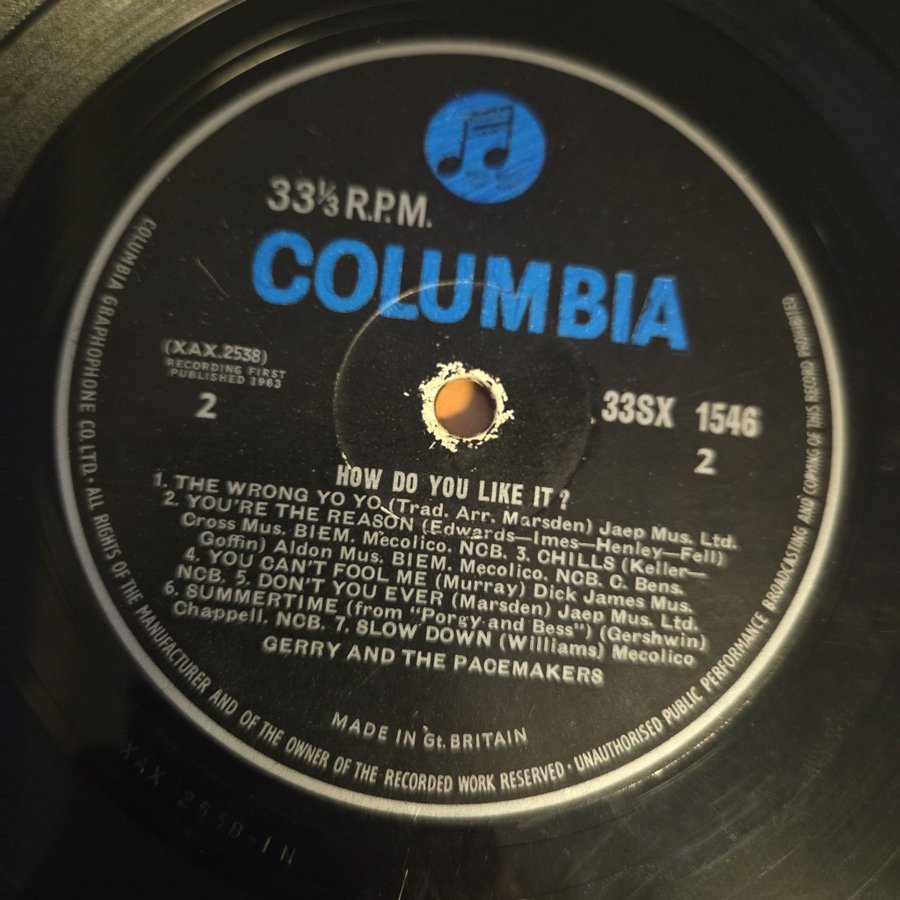 33⅓ R.P.M.
COLUMBIA
(XAX.2538)
RECORDING FIRST
PUBLISHED 1963
2
33SX 1546
2
HOW DO YOU LIKE IT?
1. THE WRONG YO YO (Trad. Arr. Marsden) Jaep Mus. Ltd.
2. YOU'RE THE REASON (Edwards—Imes—Henley—Fell)
Cross Mus. BIEM. Mecolico. NCB. 3. CHILLS (Keller—
Goffin) Aldon Mus. BIEM. Mecolico. NCB. C. Bens.
4. YOU CAN'T FOOL ME (Murray) Dick James Mus.
NCB. 5. DON'T YOU EVER (Marsden) Jaep Mus. Ltd.
6. SUMMERTIME (from "Porgy and Bess") (Gershwin)
Chappell. NCB. 7. SLOW DOWN (Williams) Mecolico
GERRY AND THE PACEMAKERS
MADE IN Gt. BRITAIN
COLUMBIA GRAPHOPHONE CO. LTD. · ALL RIGHTS OF THE MANUFACTURER AND OF THE OWNER OF THE RECORDED WORK RESERVED · UNAUTHORISED PUBLIC PERFORMANCE BROADCASTING AND COPYING OF THIS RECORD PROHIBITED
XAX 2538-1N